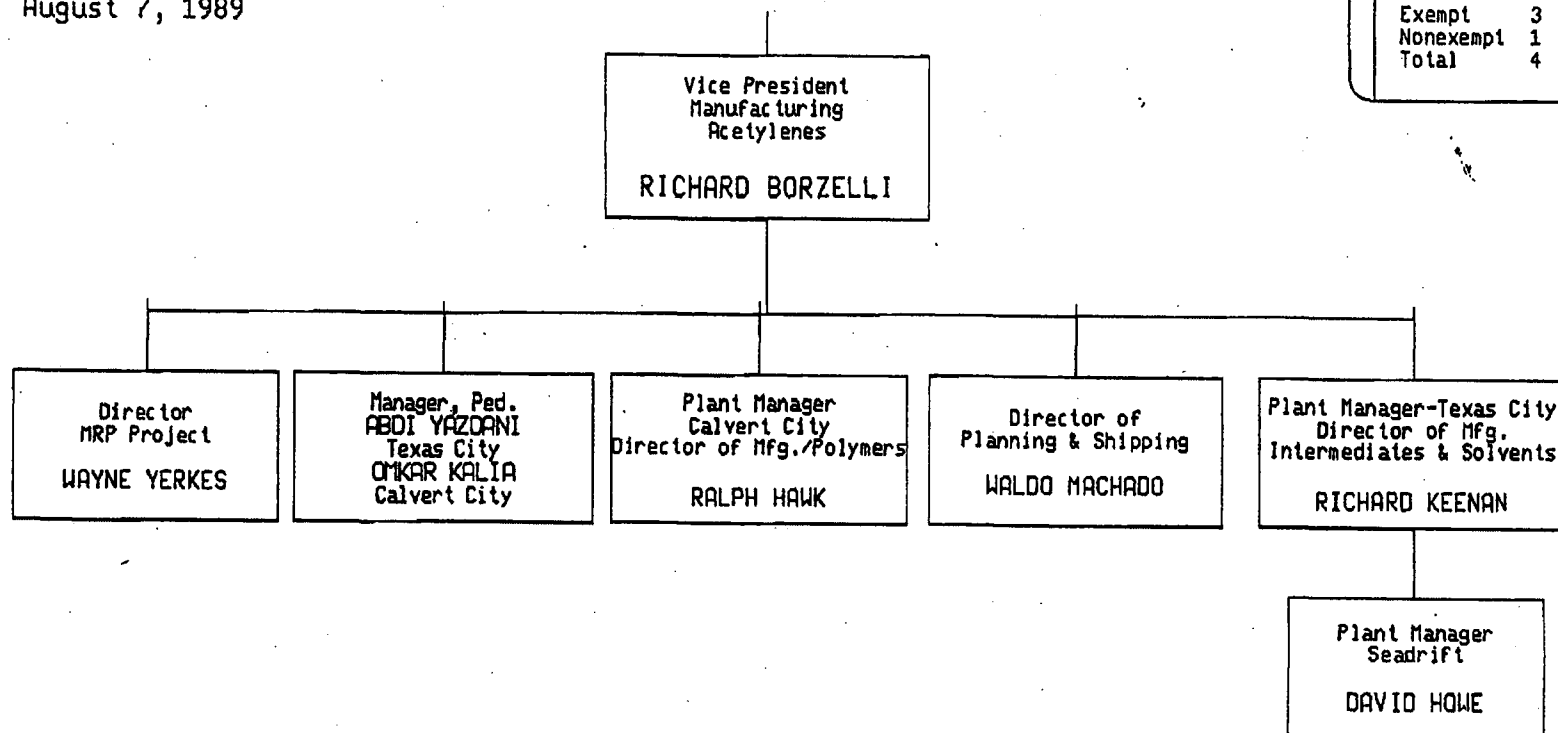 August 7, 1989
Exempt 3
Nonexempt 1
Total 4
Vice President
Manufacturing
Acetylenes
RICHARD BORZELLI
Director
MRP Project
WAYNE YERKES
Manager, Ped.
ABDI YAZDANI
Texas City
OMKAR KALIA
Calvert City
Plant Manager
Calvert City
Director of Mfg./Polymers
RALPH HAWK
Director of
Planning & Shipping
WALDO MACHADO
Plant Manager-Texas City
Director of Mfg.
Intermediates & Solvents
RICHARD KEENAN
Plant Manager
Seadrift
DAVID HOWE